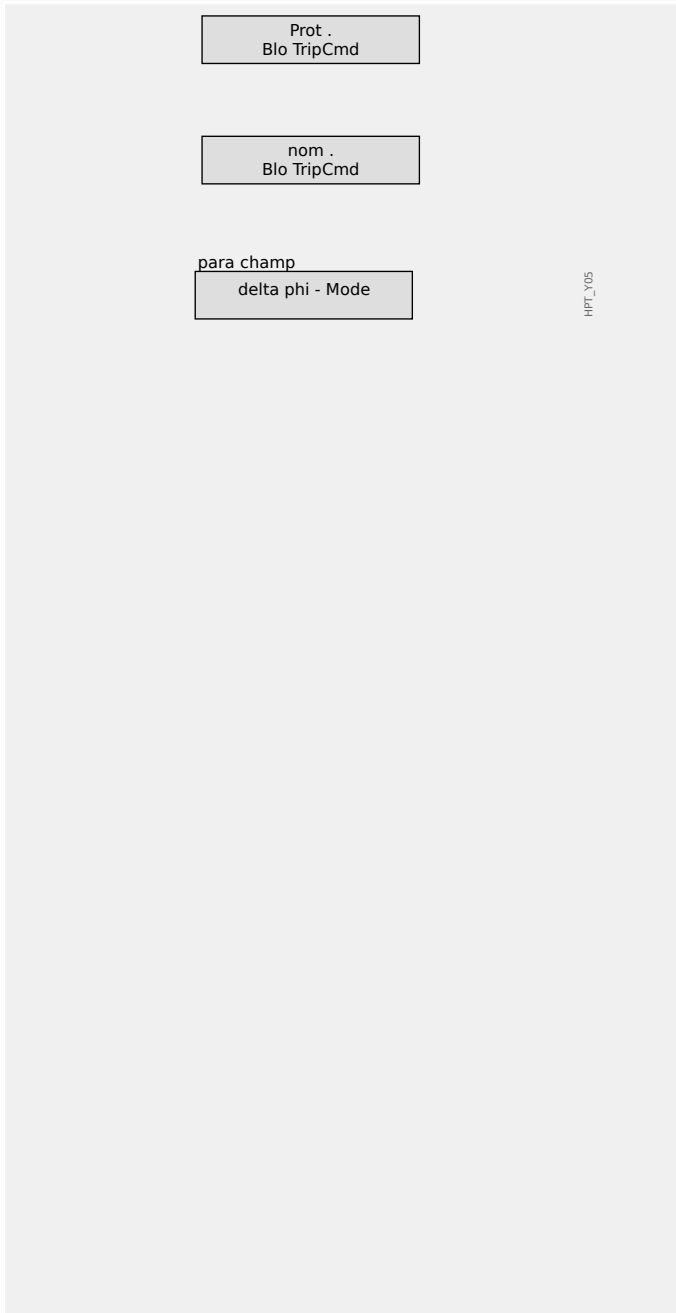 Prot .
Blo TripCmd
nom .
Blo TripCmd
para champ
delta phi - Mode
HPT_Y05